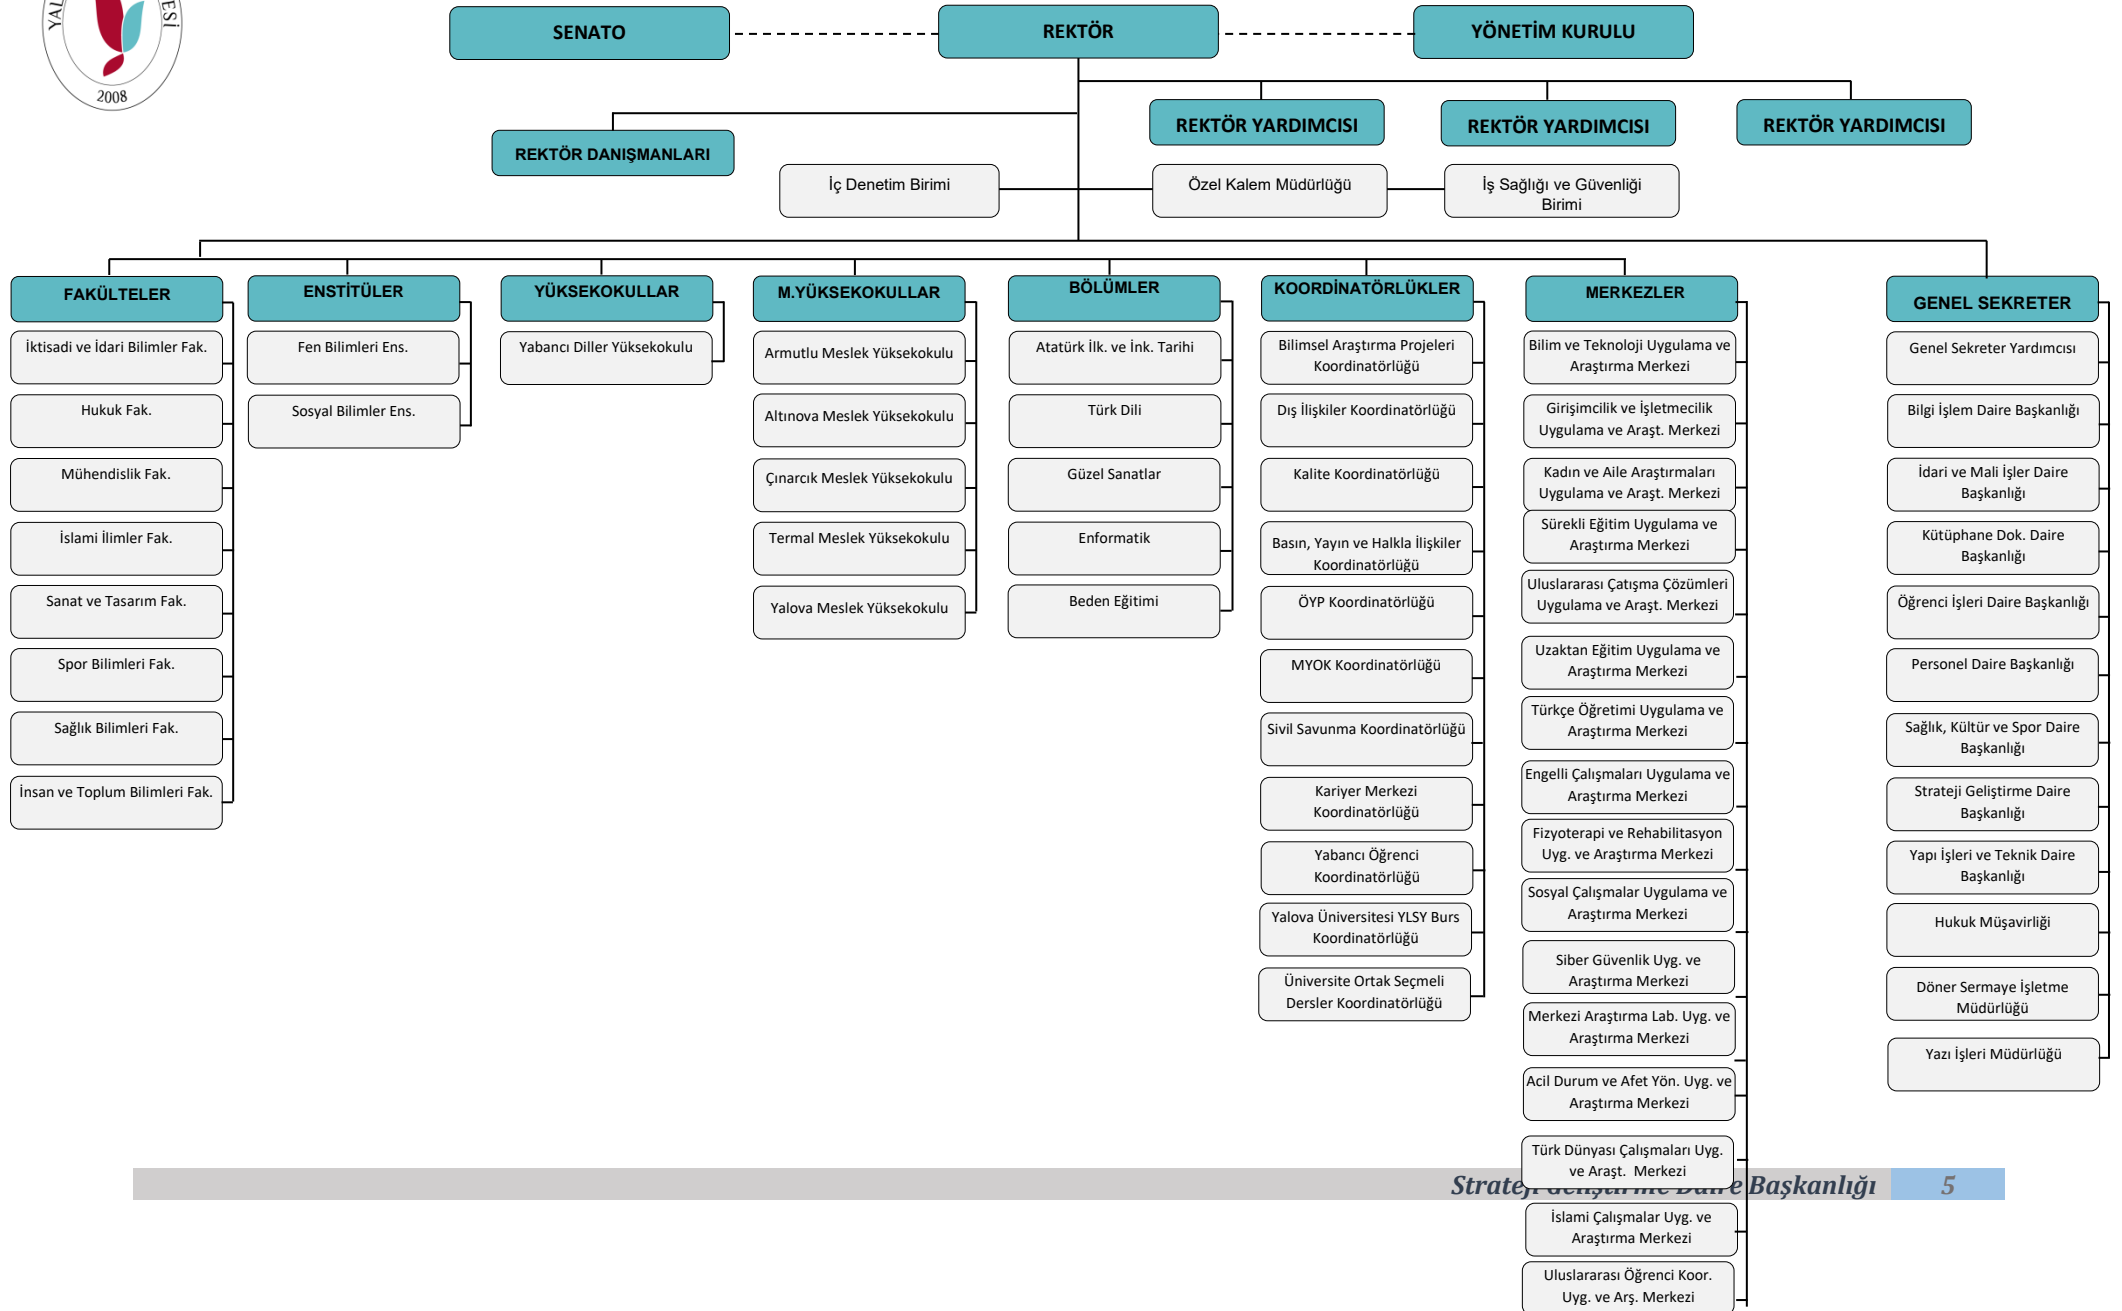 2008
SENATO
REKTÖR
YÖNETİM KURULU
REKTÖR DANIŞMANLARI
REKTÖR YARDIMCISI
REKTÖR YARDIMCISI
REKTÖR YARDIMCISI
İç Denetim Birimi
Özel Kalem Müdürlüğü
İş Sağlığı ve Güvenliği
Birimi
FAKÜLTELER
İktisadi ve İdari Bilimler Fak.
Hukuk Fak.
Mühendislik Fak.
İslami İlimler Fak.
Sanat ve Tasarım Fak.
Spor Bilimleri Fak.
Sağlık Bilimleri Fak.
İnsan ve Toplum Bilimleri Fak.
ENSTİTÜLER
Fen Bilimleri Ens.
Sosyal Bilimler Ens.
YÜKSEKOKULLAR
Yabancı Diller Yüksekokulu
M.YÜKSEKOKULLAR
Armutlu Meslek Yüksekokulu
Altınova Meslek Yüksekokulu
Çınarcık Meslek Yüksekokulu
Termal Meslek Yüksekokulu
Yalova Meslek Yüksekokulu
BÖLÜMLER
Atatürk İlk. ve İnk. Tarihi
Türk Dili
Güzel Sanatlar
Enformatik
Beden Eğitimi
KOORDİNATÖRLÜKLER
Bilimsel Araştırma Projeleri
Koordinatörlüğü
Dış İlişkiler Koordinatörlüğü
Kalite Koordinatörlüğü
Basın, Yayın ve Halkla İlişkiler
Koordinatörlüğü
ÖYP Koordinatörlüğü
MYOK Koordinatörlüğü
Sivil Savunma Koordinatörlüğü
Kariyer Merkezi
Koordinatörlüğü
Yabancı Öğrenci
Koordinatörlüğü
Yalova Üniversitesi YLSY Burs
Koordinatörlüğü
Üniversite Ortak Seçmeli
Dersler Koordinatörlüğü
MERKEZLER
Bilim ve Teknoloji Uygulama ve
Araştırma Merkezi
Girişimcilik ve İşletmecilik
Uygulama ve Araşt. Merkezi
Kadın ve Aile Araştırmaları
Uygulama ve Araşt. Merkezi
Sürekli Eğitim Uygulama ve
Araştırma Merkezi
Uluslararası Çatışma Çözümleri
Uygulama ve Araşt. Merkezi
Uzaktan Eğitim Uygulama ve
Araştırma Merkezi
Türkçe Öğretimi Uygulama ve
Araştırma Merkezi
Engelli Çalışmaları Uygulama ve
Araştırma Merkezi
Fizyoterapi ve Rehabilitasyon
Uyg. ve Araştırma Merkezi
Sosyal Çalışmalar Uygulama ve
Araştırma Merkezi
Siber Güvenlik Uyg. ve
Araştırma Merkezi
Merkezi Araştırma Lab. Uyg. ve
Araştırma Merkezi
Acil Durum ve Afet Yön. Uyg. ve
Araştırma Merkezi
Türk Dünyası Çalışmaları Uyg.
ve Araşt. Merkezi
İslami Çalışmalar Uyg. ve
Araştırma Merkezi
Uluslararası Öğrenci Koor.
Uyg. ve Arş. Merkezi
GENEL SEKRETER
Genel Sekreter Yardımcısı
Bilgi İşlem Daire Başkanlığı
İdari ve Mali İşler Daire
Başkanlığı
Kütüphane Dok. Daire
Başkanlığı
Öğrenci İşleri Daire Başkanlığı
Personel Daire Başkanlığı
Sağlık, Kültür ve Spor Daire
Başkanlığı
Strateji Geliştirme Daire
Başkanlığı
Yapı İşleri ve Teknik Daire
Başkanlığı
Hukuk Müşavirliği
Döner Sermaye İşletme
Müdürlüğü
Yazı İşleri Müdürlüğü
Strateji Geliştirme Daire Başkanlığı 5